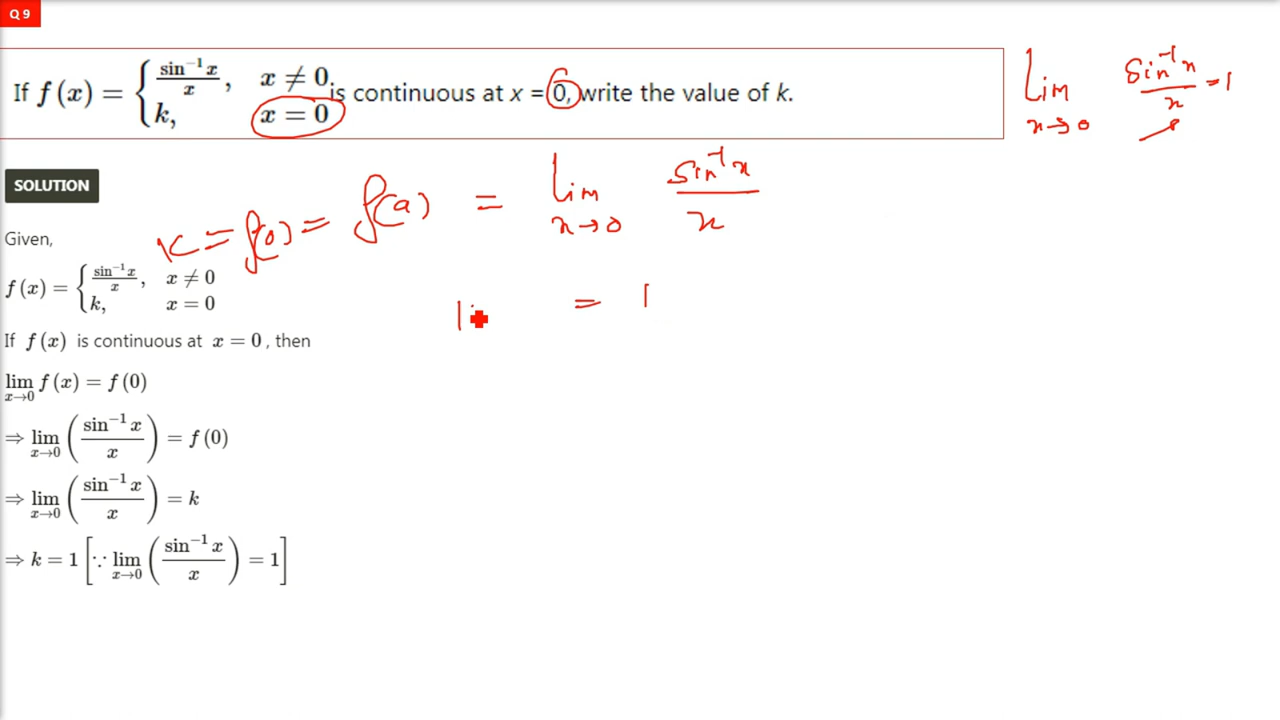 Q 9
If f(x) = { sin⁻¹x/x, x ≠ 0, k, x = 0 is continuous at x = 0, write the value of k.
Lim x→0 sin⁻¹x/x = 1
SOLUTION
K = f(0) = f(a) = Lim x→0 sin⁻¹x/x
= 1
Given,
f(x) = { sin⁻¹x/x, x ≠ 0
k, x = 0
If f(x) is continuous at x = 0, then
lim x→0 f(x) = f(0)
⇒ lim x→0 (sin⁻¹x/x) = f(0)
⇒ lim x→0 (sin⁻¹x/x) = k
⇒ k = 1 [∵ lim x→0 (sin⁻¹x/x) = 1]